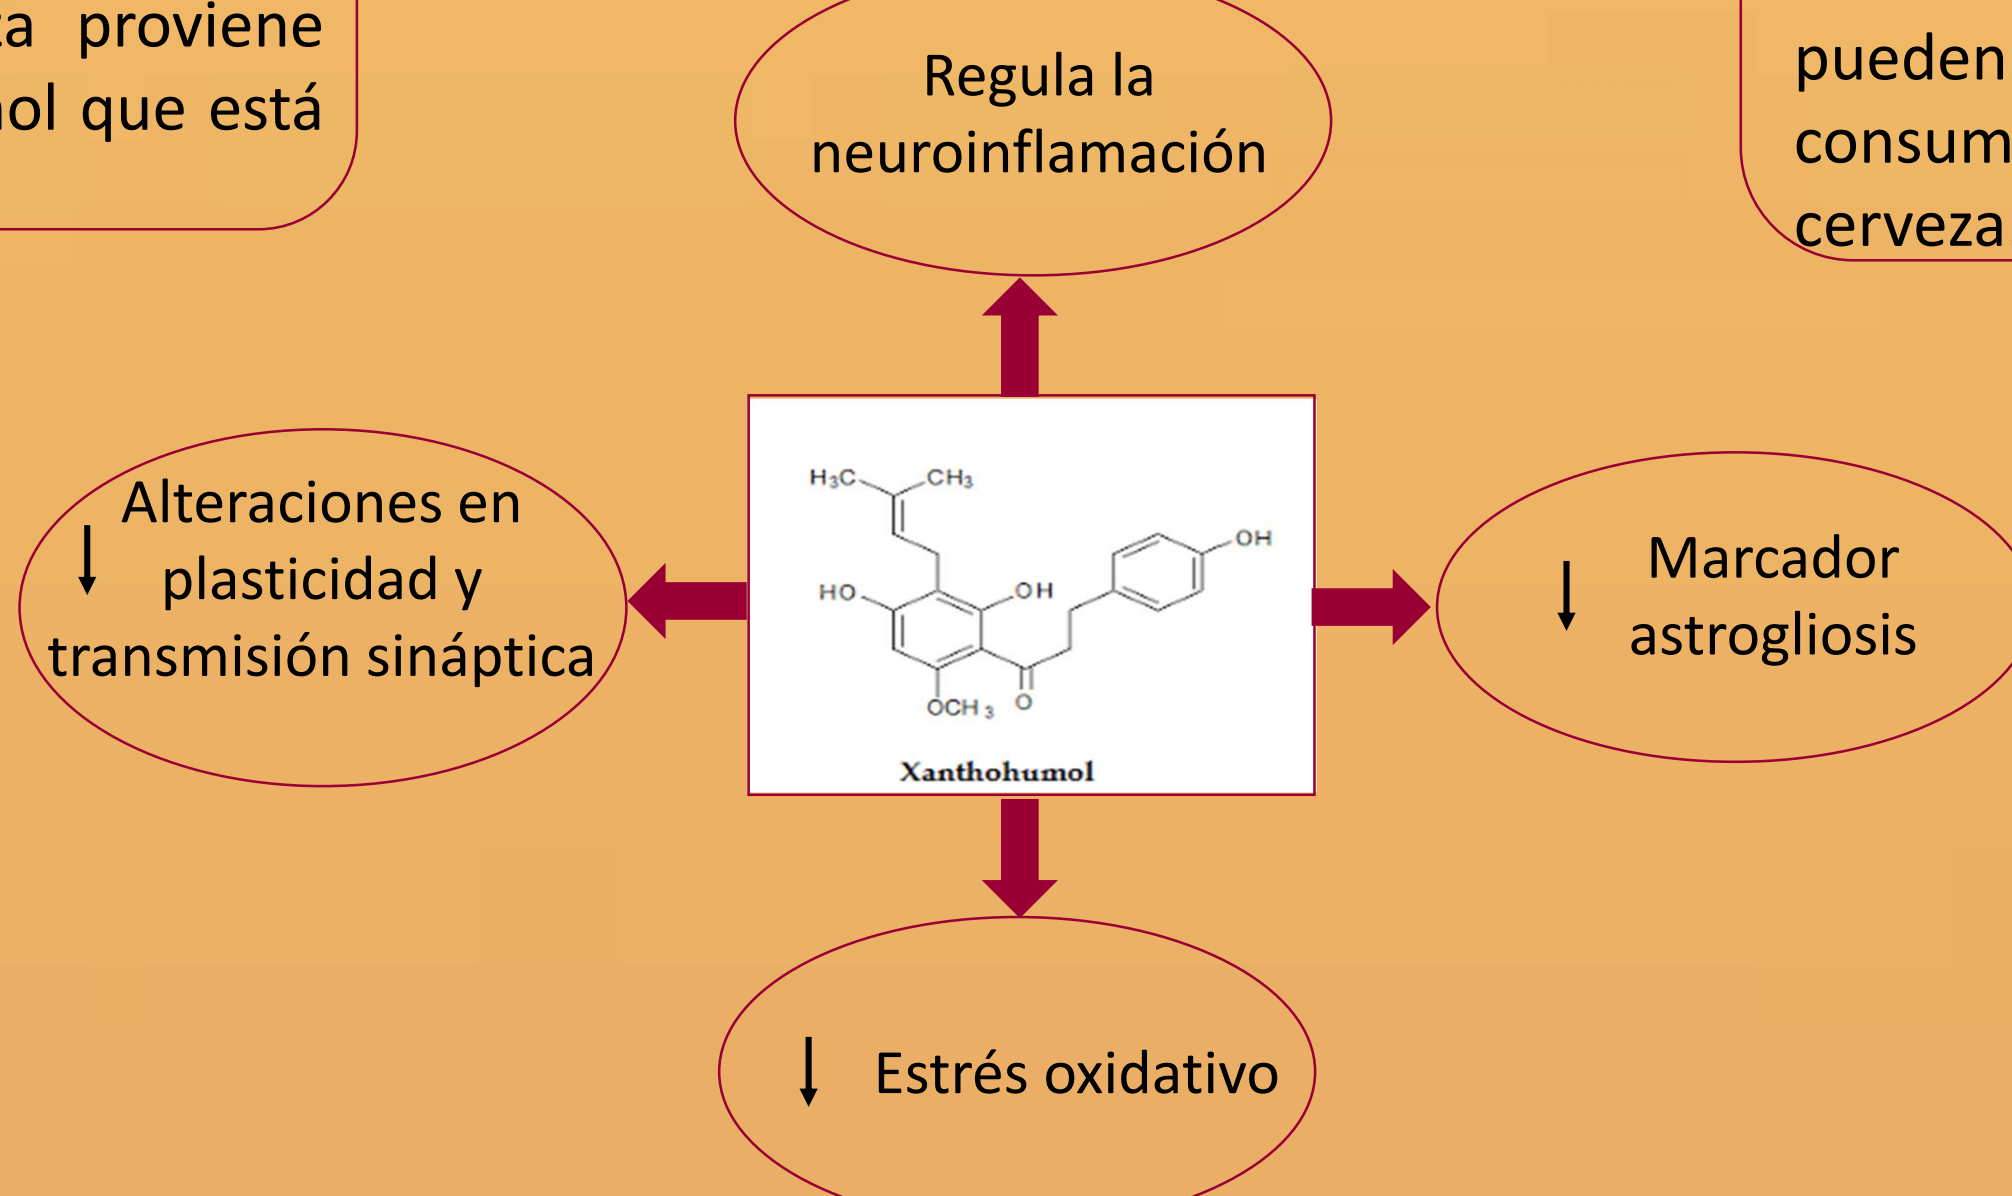 proviene
que está
pueden
cerveza
Regula la
neuroinflamación
Alteraciones en
plasticidad y
transmisión sináptica
H₃C CH₃
OH
HO OH
OCH₃ O
Xanthohumol
Marcador
astrogliosis
Estrés oxidativo